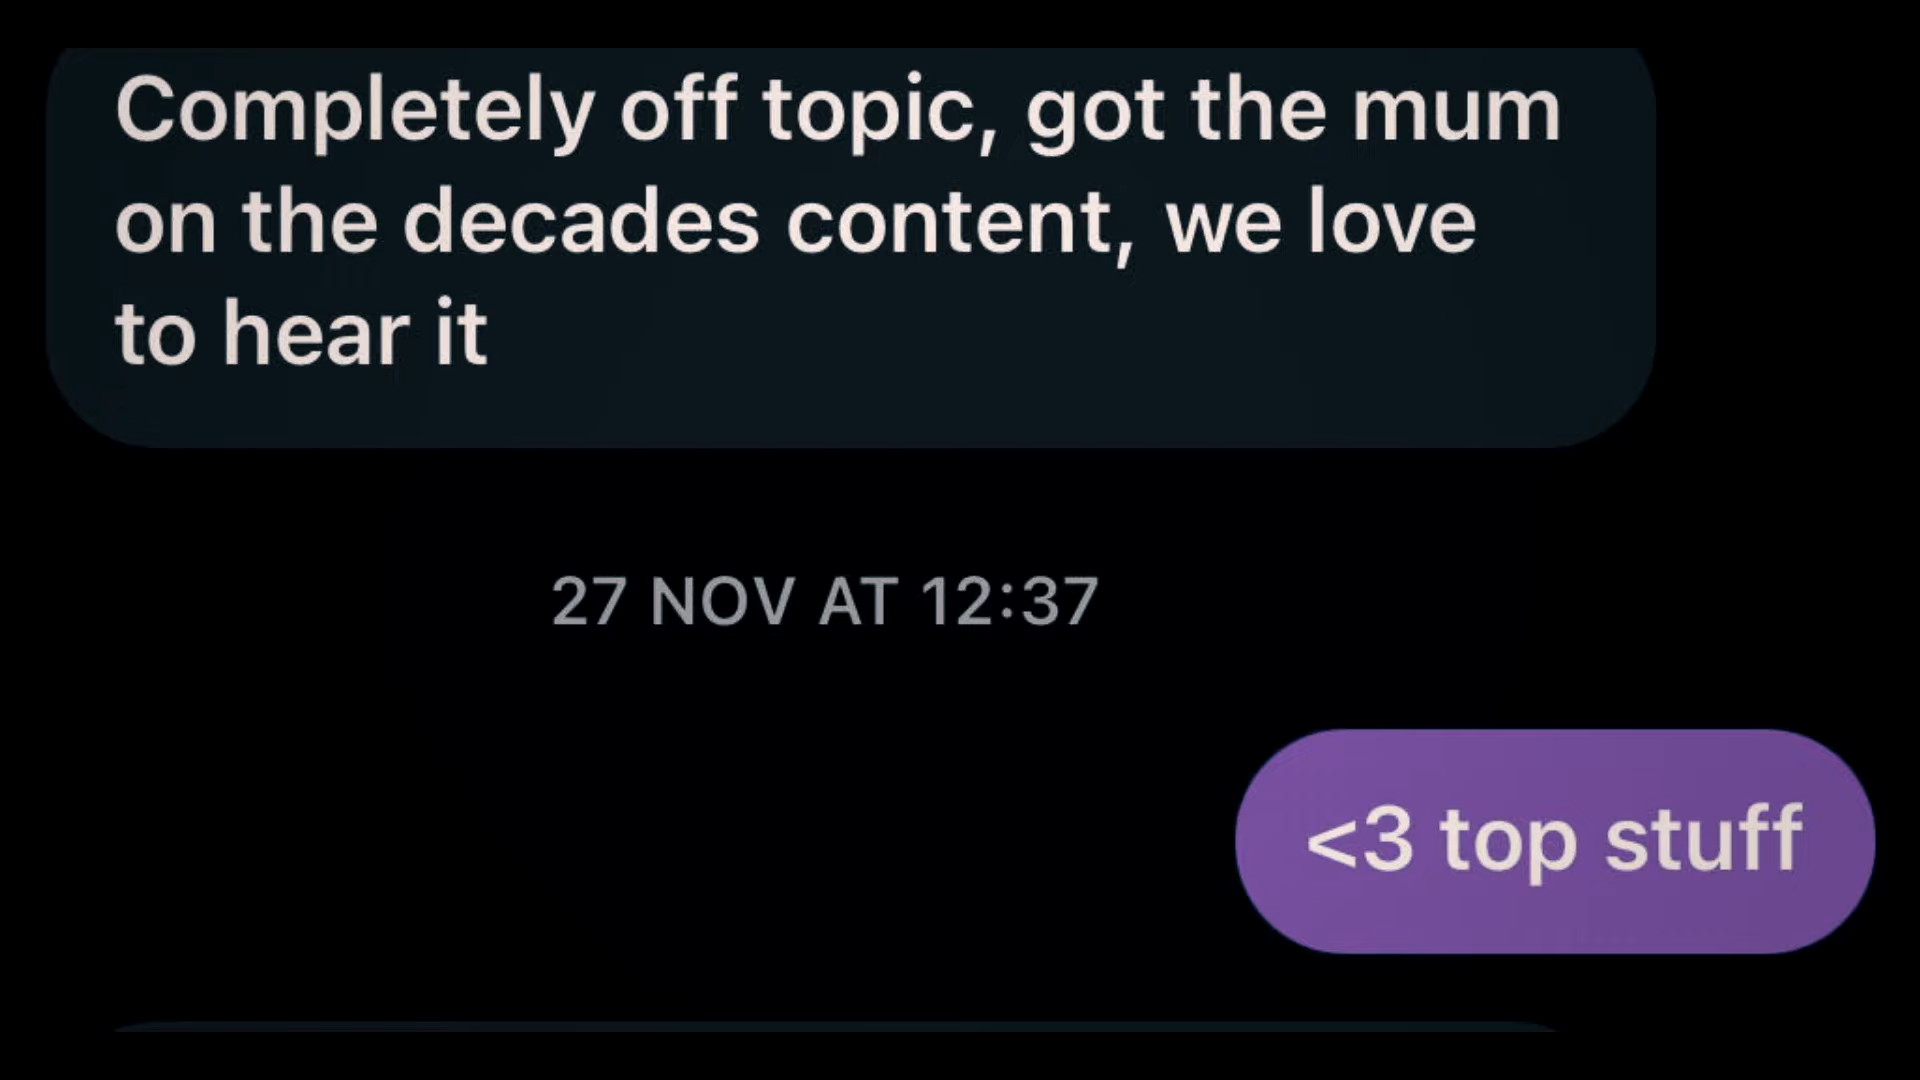 Completely off topic, got the mum
on the decades content, we love
to hear it
27 NOV AT 12:37
<3 top stuff